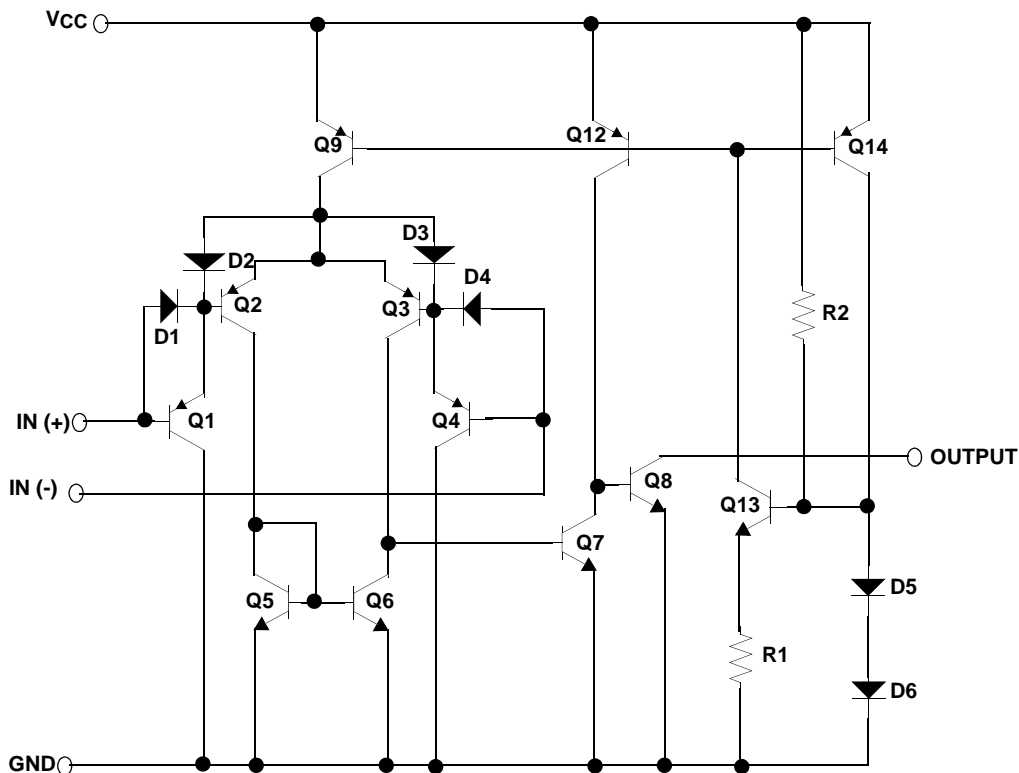 VCC
Q9
Q12
Q14
D3
D2
D4
Q2
Q3
D1
R2
IN (+)
Q1
Q4
OUTPUT
Q8
IN (-)
Q13
Q7
D5
Q5
Q6
R1
D6
GND